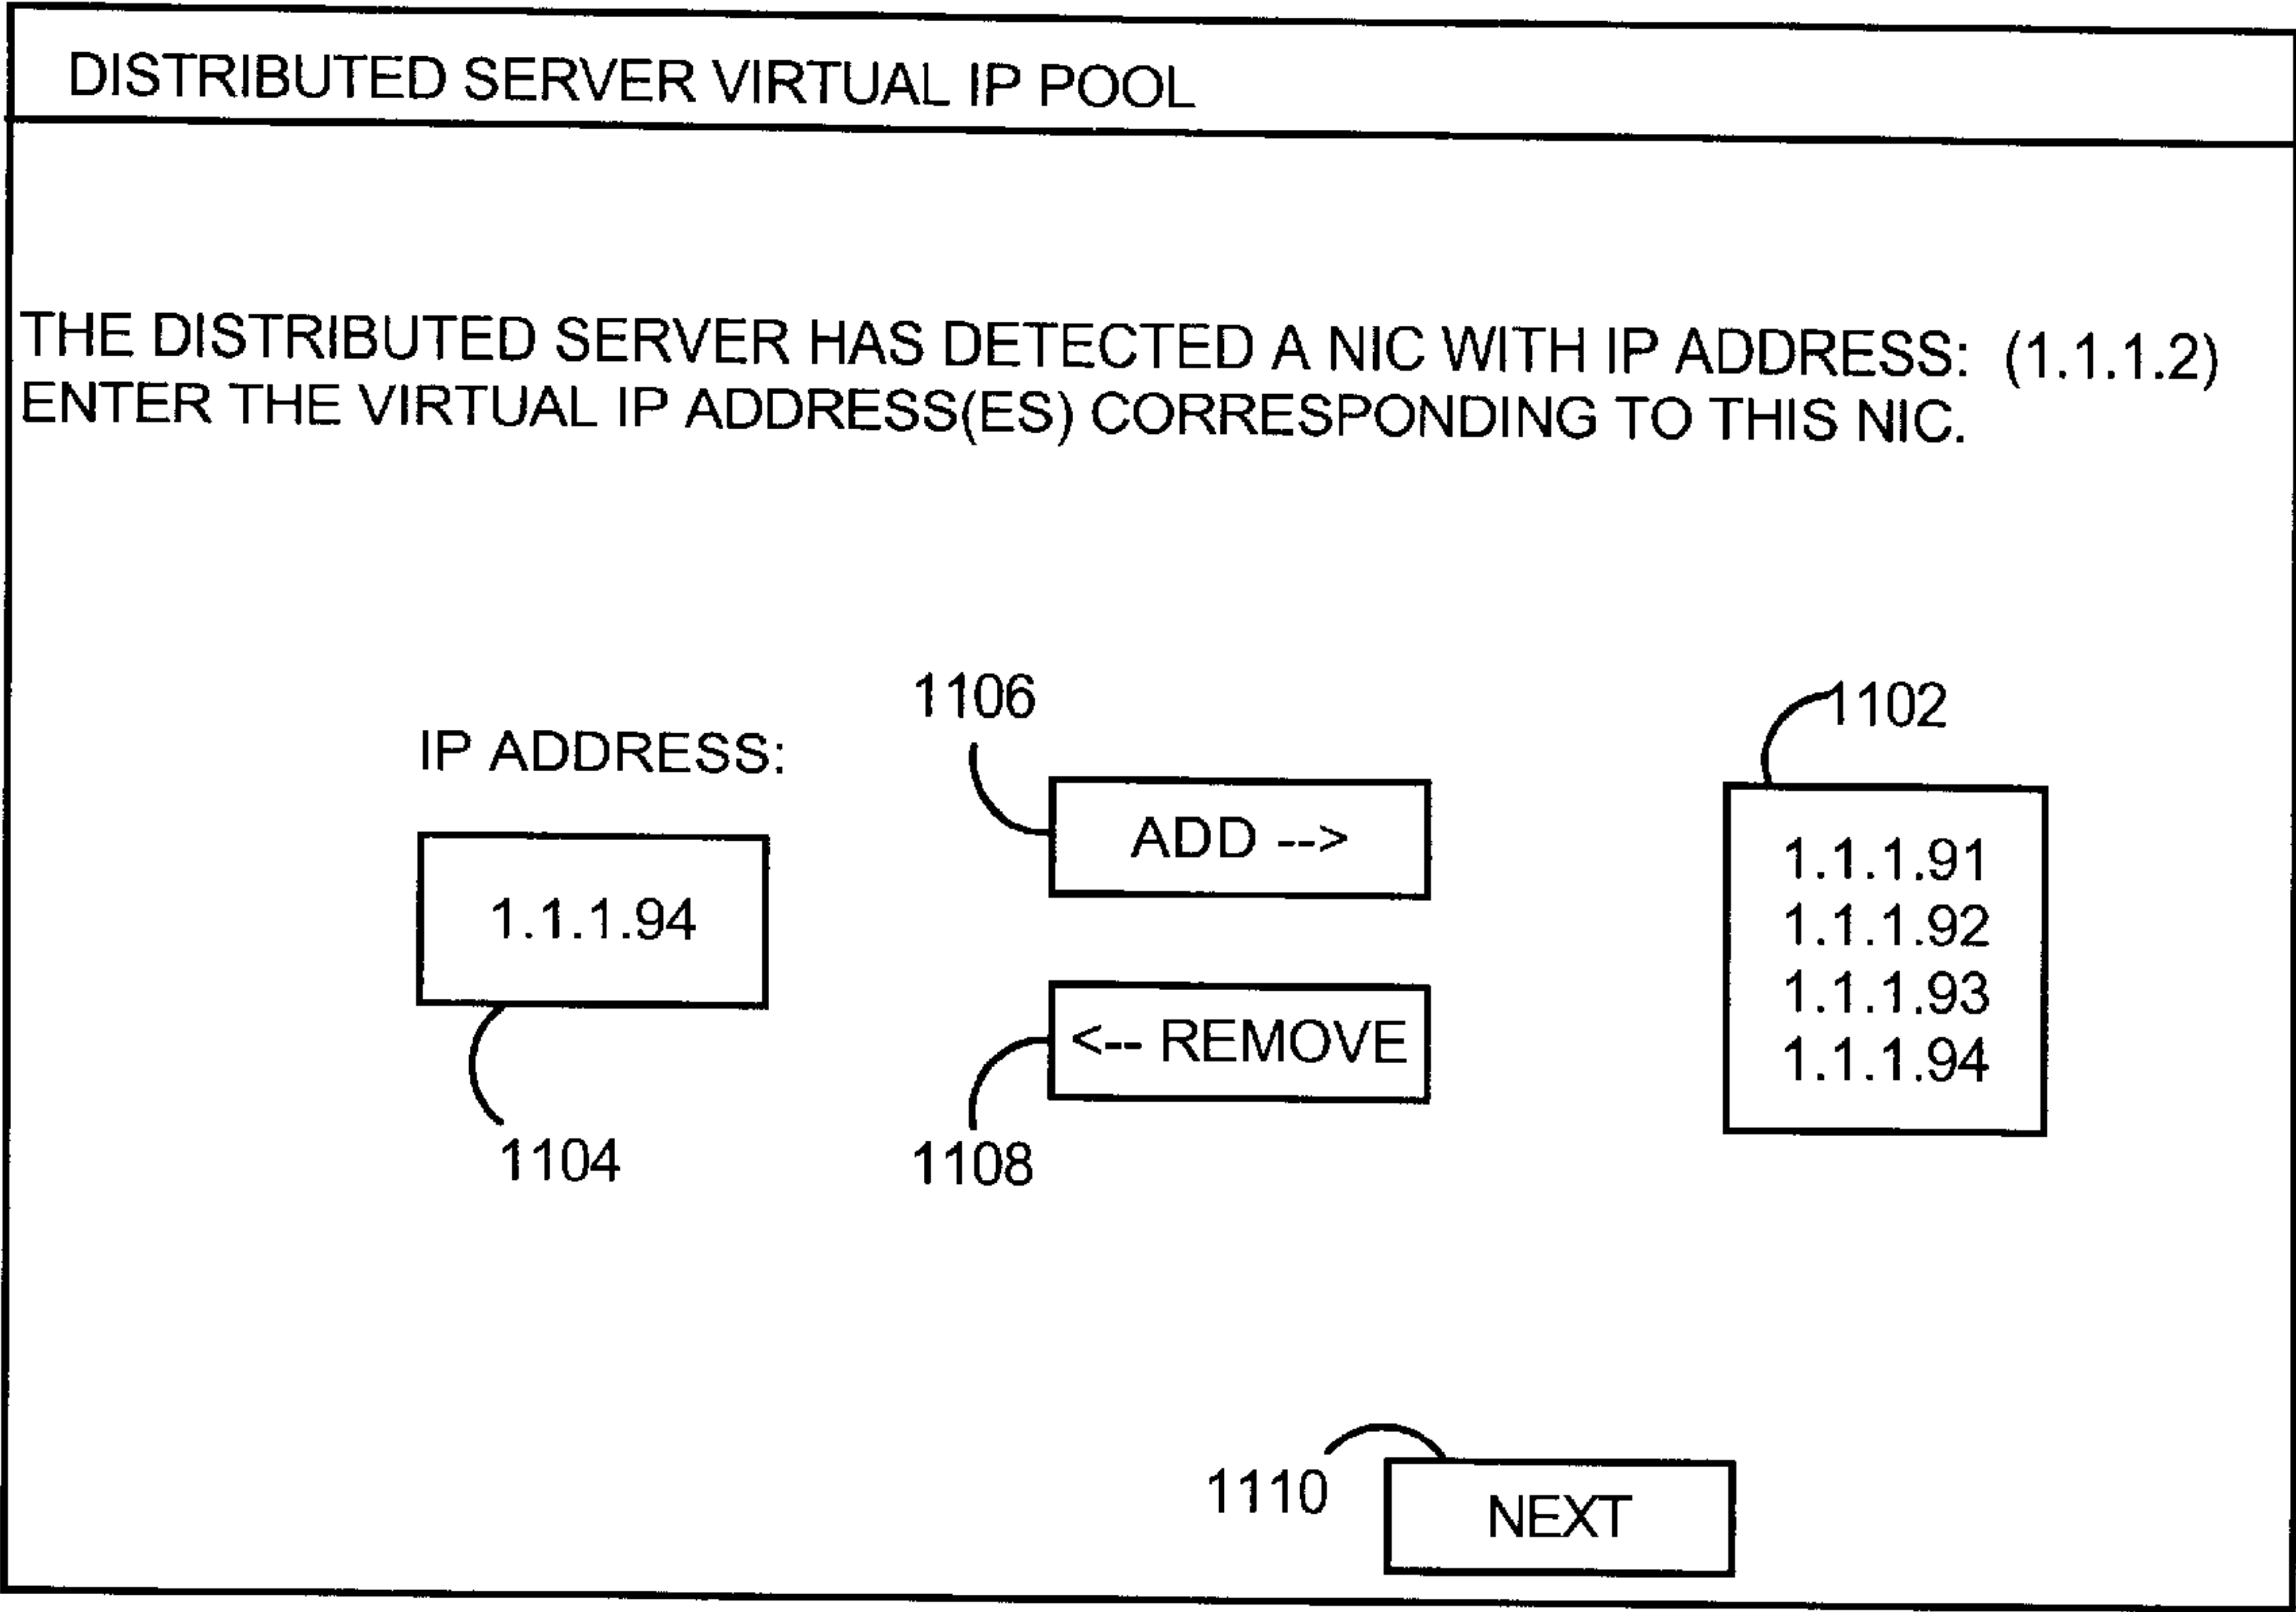 DISTRIBUTED SERVER VIRTUAL IP POOL
THE DISTRIBUTED SERVER HAS DETECTED A NIC WITH IP ADDRESS: (1.1.1.2)
ENTER THE VIRTUAL IP ADDRESS(ES) CORRESPONDING TO THIS NIC.
IP ADDRESS:
1.1.1.94
1104
1106
ADD -->
<-- REMOVE
1108
1102
1.1.1.91
1.1.1.92
1.1.1.93
1.1.1.94
1110
NEXT